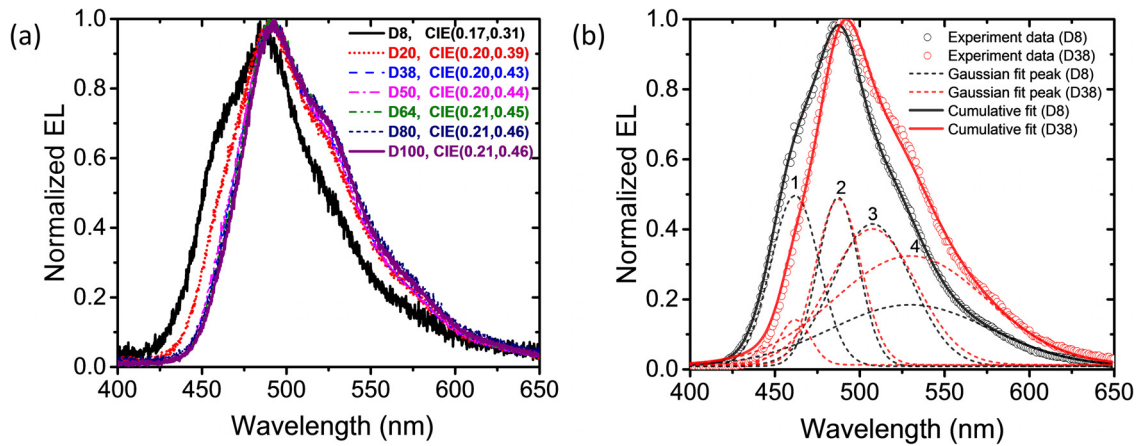 (a)
Normalized EL
1.0
0.8
0.6
0.4
0.2
0.0
D8, CIE(0.17,0.31)
D20, CIE(0.20,0.39)
D38, CIE(0.20,0.43)
D50, CIE(0.20,0.44)
D64, CIE(0.21,0.45)
D80, CIE(0.21,0.46)
D100, CIE(0.21,0.46)
400 450 500 550 600 650
Wavelength (nm)
(b)
Normalized EL
1.0
0.8
0.6
0.4
0.2
0.0
Experiment data (D8)
Experiment data (D38)
Gaussian fit peak (D8)
Gaussian fit peak (D38)
Cumulative fit (D8)
Cumulative fit (D38)
1
2
3
4
400 450 500 550 600 650
Wavelength (nm)